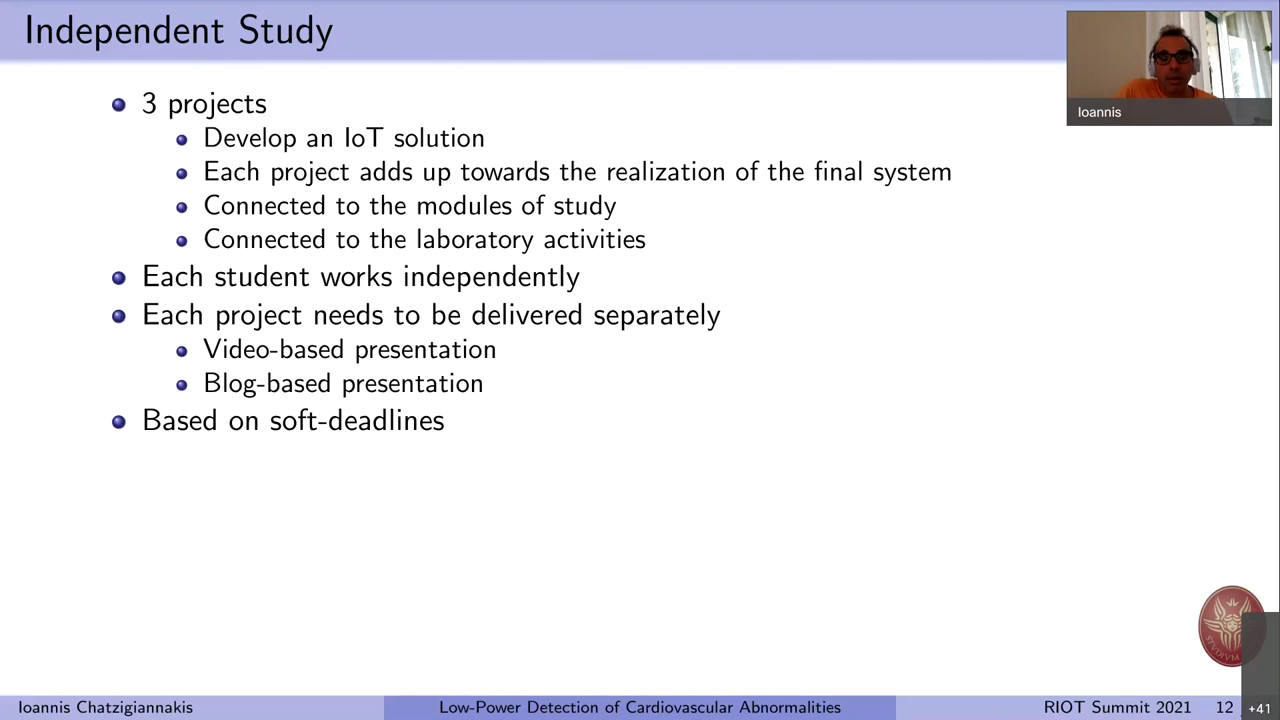 Independent Study
Ioannis
3 projects
Develop an IoT solution
Each project adds up towards the realization of the final system
Connected to the modules of study
Connected to the laboratory activities
Each student works independently
Each project needs to be delivered separately
Video-based presentation
Blog-based presentation
Based on soft-deadlines
STVDIVM
Ioannis Chatzigiannakis
Low-Power Detection of Cardiovascular Abnormalities
RIOT Summit 2021 12
+41